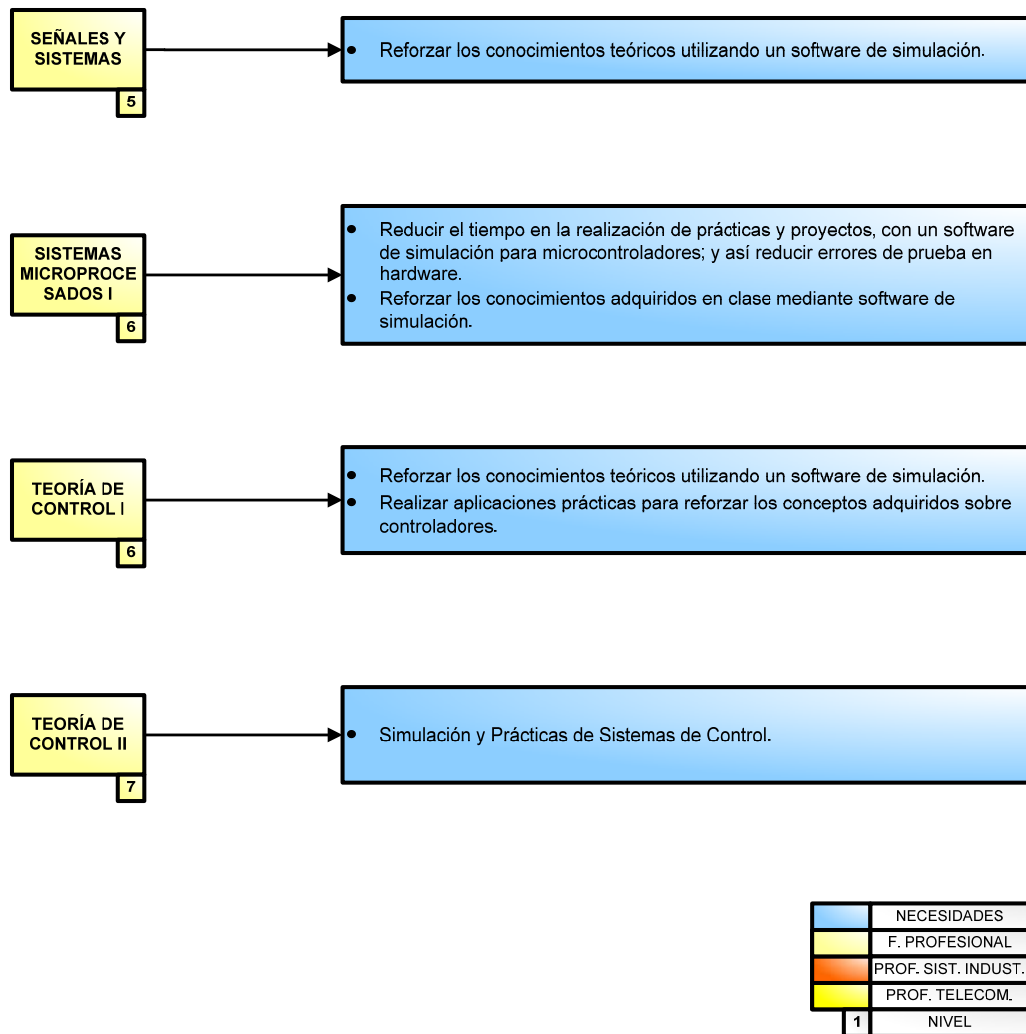 SEÑALES Y
SISTEMAS
5
• Reforzar los conocimientos teóricos utilizando un software de simulación.
SISTEMAS
MICROPROCE
SADOS I
6
• Reducir el tiempo en la realización de prácticas y proyectos, con un software
de simulación para microcontroladores; y así reducir errores de prueba en
hardware.
• Reforzar los conocimientos adquiridos en clase mediante software de
simulación.
TEORÍA DE
CONTROL I
6
• Reforzar los conocimientos teóricos utilizando un software de simulación.
• Realizar aplicaciones prácticas para reforzar los conceptos adquiridos sobre
controladores.
TEORÍA DE
CONTROL II
7
• Simulación y Prácticas de Sistemas de Control.
NECESIDADES
F. PROFESIONAL
PROF. SIST. INDUST.
PROF. TELECOM.
1 NIVEL